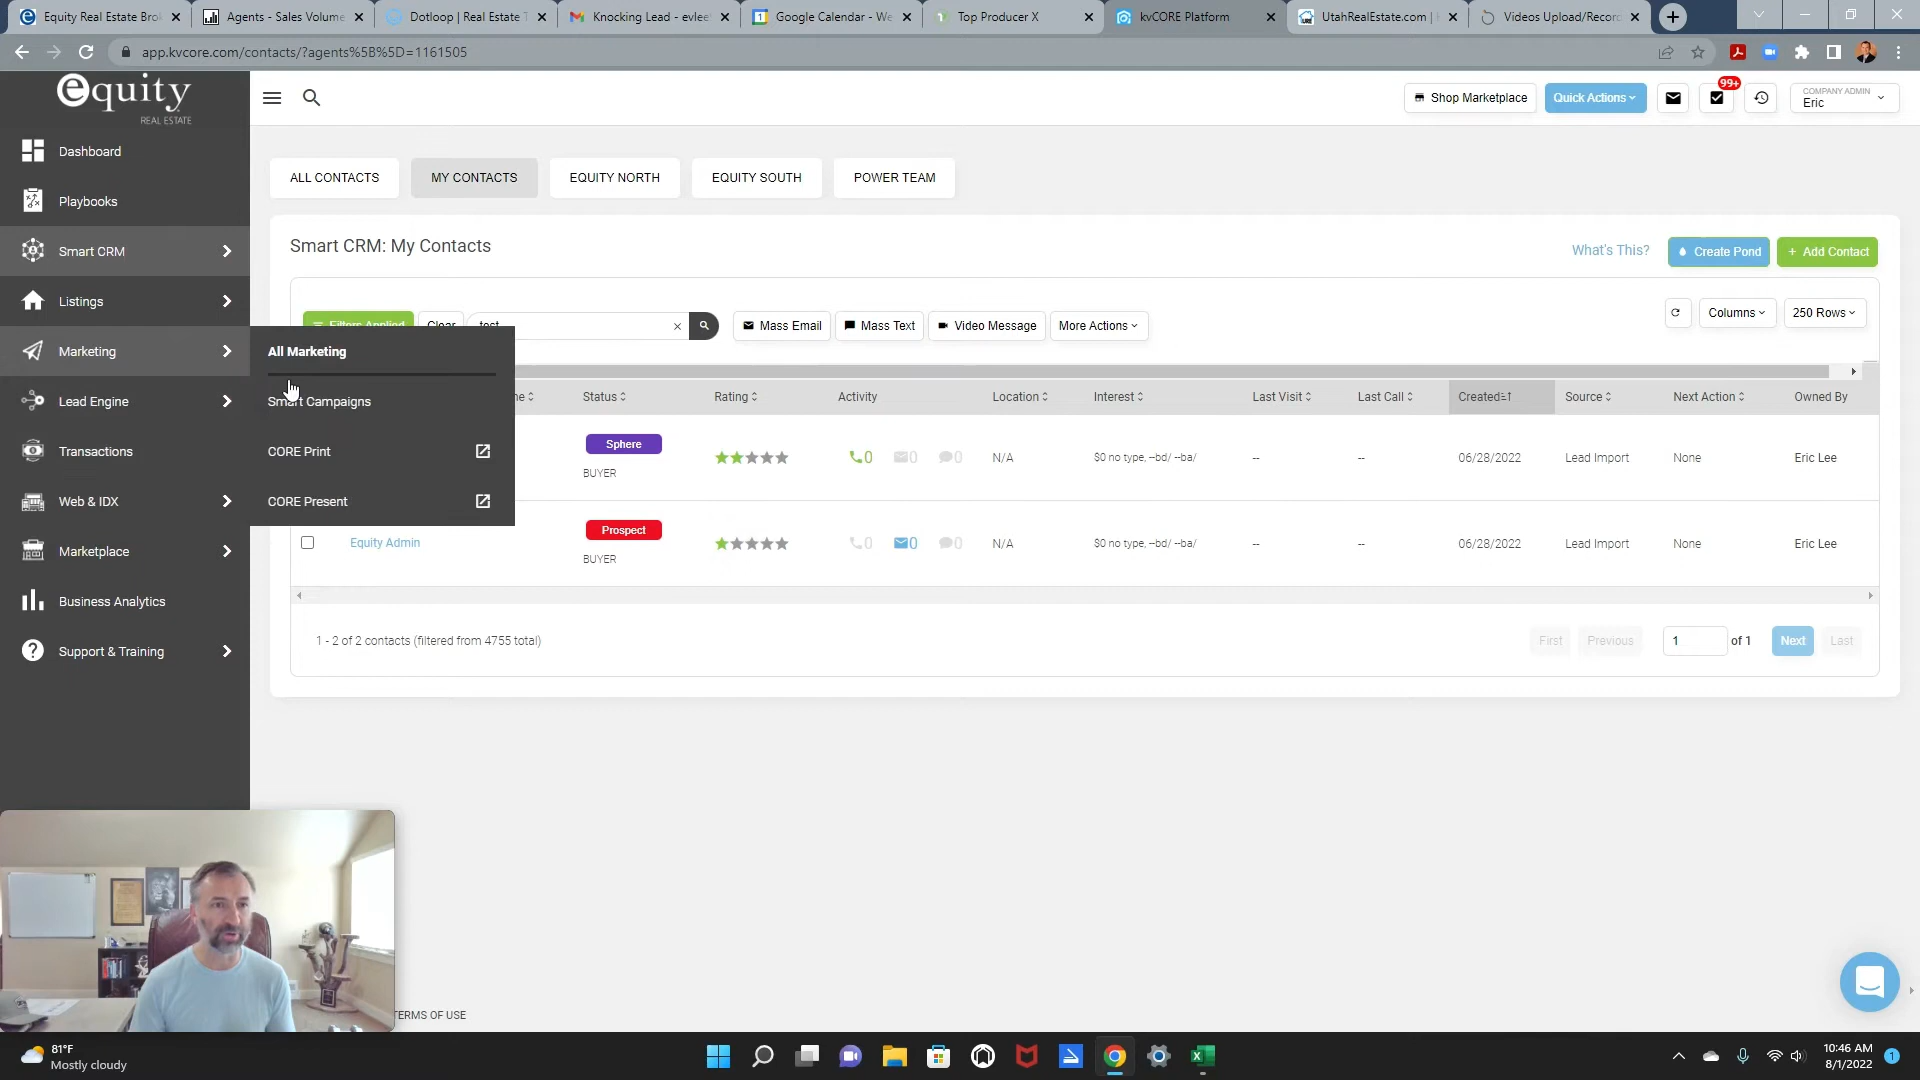 Equity Real Estate Brok
Agents - Sales Volume
Dotloop | Real Estate T
Knocking Lead - evlee
Google Calendar - We
Top Producer X
kvCORE Platform
UtahRealEstate.com |
Videos Upload/Record
app.kvcore.com/contacts/?agents%5B%5D=1161505
equity
REAL ESTATE
Shop Marketplace
Quick Actions
99+
COMPANY ADMIN
Eric
Dashboard
Playbooks
Smart CRM
Listings
Marketing
Lead Engine
Transactions
Web & IDX
Marketplace
Business Analytics
Support & Training
All Marketing
Smart Campaigns
CORE Print
CORE Present
ALL CONTACTS
MY CONTACTS
EQUITY NORTH
EQUITY SOUTH
POWER TEAM
Smart CRM: My Contacts
What's This?
Create Pond
+ Add Contact
Filters Applied
Clear
test
Mass Email
Mass Text
Video Message
More Actions
Columns
250 Rows
Status
Rating
Activity
Location
Interest
Last Visit
Last Call
Created
Source
Next Action
Owned By
Sphere
BUYER
0
0
0
N/A
$0 no type, --bd/ --ba/
--
--
06/28/2022
Lead Import
None
Eric Lee
Equity Admin
Prospect
BUYER
0
0
0
N/A
$0 no type, --bd/ --ba/
--
--
06/28/2022
Lead Import
None
Eric Lee
1 - 2 of 2 contacts (filtered from 4755 total)
First
Previous
1
of 1
Next
Last
TERMS OF USE
81°F
Mostly cloudy
10:46 AM
8/1/2022
1